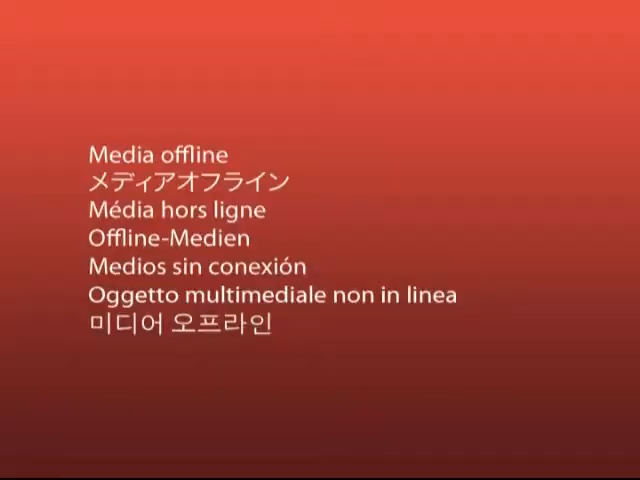 Media offline
メディアオフライン
Média hors ligne
Offline-Medien
Medios sin conexión
Oggetto multimediale non in linea
미디어 오프라인